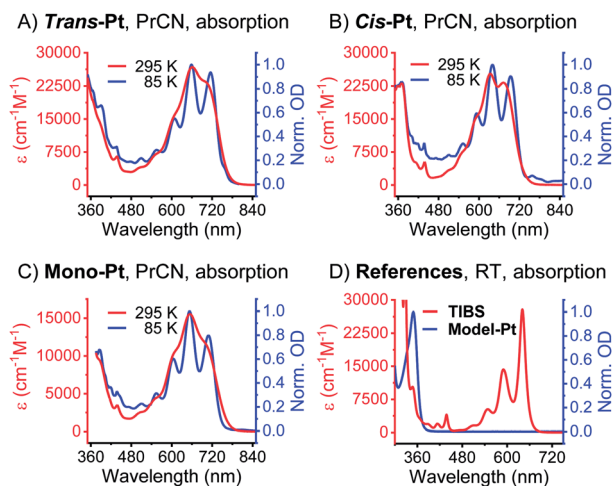 A) Trans-Pt, PrCN, absorption
30000
22500
15000
7500
0
ε (cm⁻¹M⁻¹)
295 K
85 K
1.0
0.8
0.6
0.4
0.2
0.0
Norm. OD
360 480 600 720 840
Wavelength (nm)
B) Cis-Pt, PrCN, absorption
30000
22500
15000
7500
0
ε (cm⁻¹M⁻¹)
295 K
85 K
1.0
0.8
0.6
0.4
0.2
0.0
Norm. OD
360 480 600 720 840
Wavelength (nm)
C) Mono-Pt, PrCN, absorption
15000
10000
5000
0
ε (cm⁻¹M⁻¹)
295 K
85 K
1.0
0.8
0.6
0.4
0.2
0.0
Norm. OD
360 480 600 720 840
Wavelength (nm)
D) References, RT, absorption
30000
22500
15000
7500
0
ε (cm⁻¹M⁻¹)
TIBS
Model-Pt
1.0
0.8
0.6
0.4
0.2
0.0
Norm. OD
360 480 600 720
Wavelength (nm)